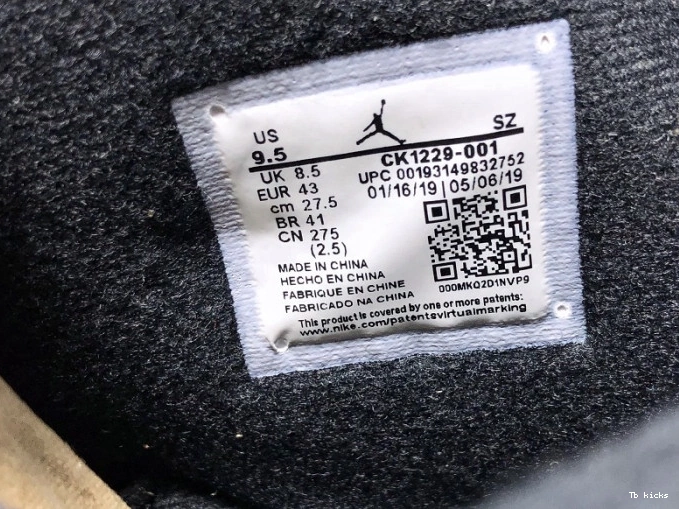 US
SZ
9.5
CK1229-001
UK 8.5
UPC 00193149832752
EUR 43
01/16/19 | 05/06/19
cm 27.5
BR 41
CN 275
(2.5)
MADE IN CHINA
HECHO EN CHINA
FABRIQUE EN CHINE
FABRICADO NA CHINA
000MKQ2D1NVP9
This product is covered by one or more patents:
www.nike.com/patentsvirtualmarking
Tb kicks